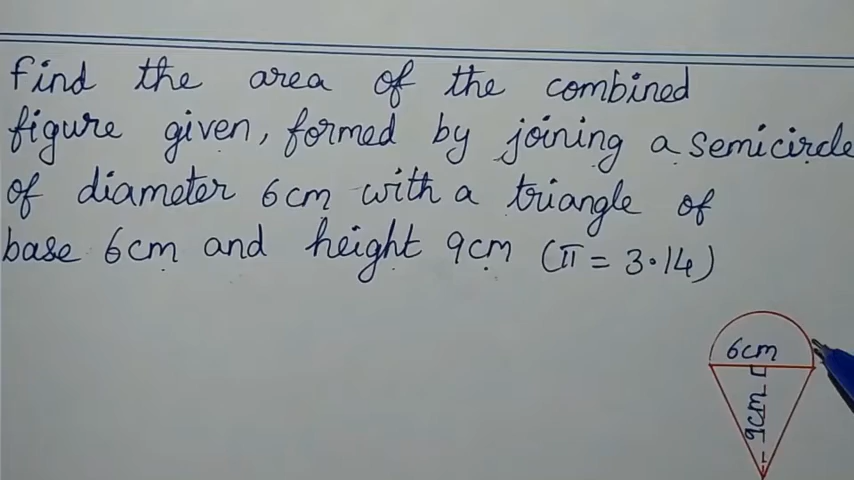 Find the area of the combined
figure given, formed by joining a semicircle
of diameter 6cm with a triangle of
base 6cm and height 9cm (π = 3.14)
6cm
9cm